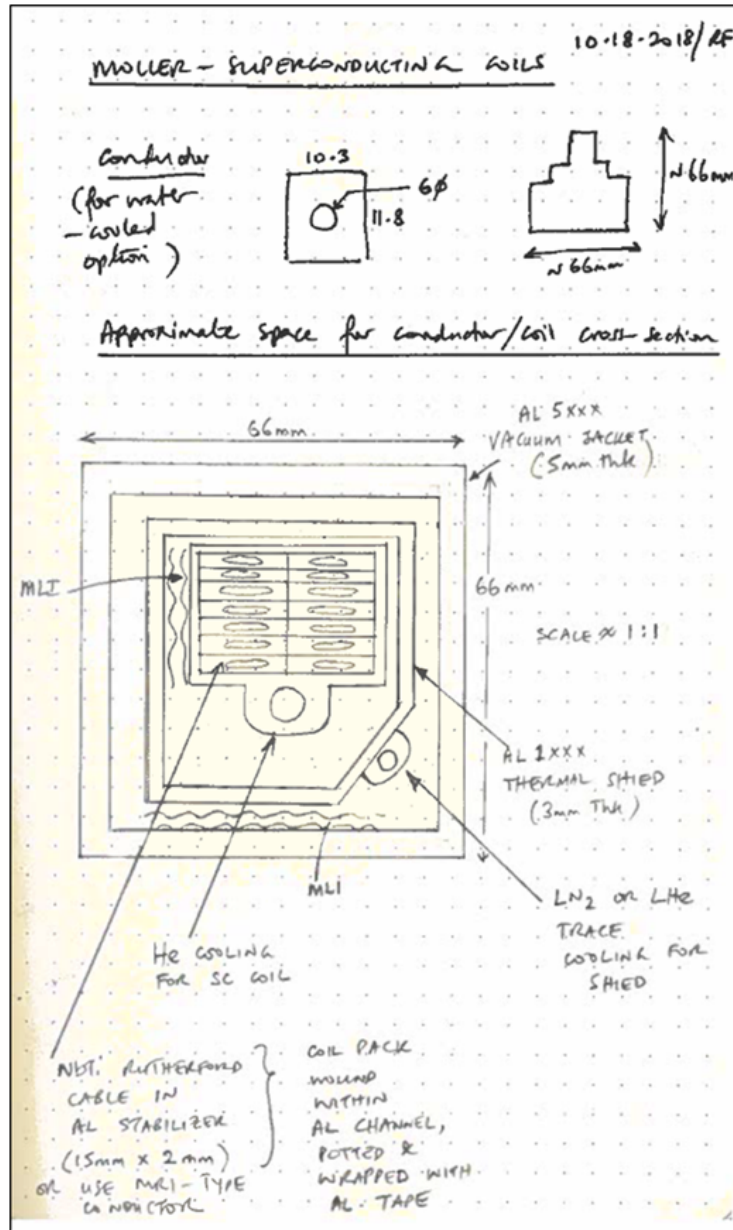 10-18-2018/RF
MOLLER - SUPERCONDUCTING COILS
Conductor
(for water
-cooled
option)
10.3
6φ
11.8
~66mm
~66mm
Approximate space for conductor/coil cross-section
66mm
AL 5XXX
VACUUM JACKET
(5mm Thk)
MLI
66mm
SCALE ≈ 1:1
AL 1XXX
THERMAL SHIED
(3mm Thk)
MLI
LN2 OR LHe
TRACE
COOLING FOR
SHIED
He COOLING
FOR SC COIL
NbTi RUTHERFORD
CABLE IN
AL STABILIZER
(15mm x 2mm)
OR USE MRI-TYPE
CONDUCTOR
COIL PACK
WOUND
WITHIN
AL CHANNEL,
POTTED &
WRAPPED WITH
AL. TAPE